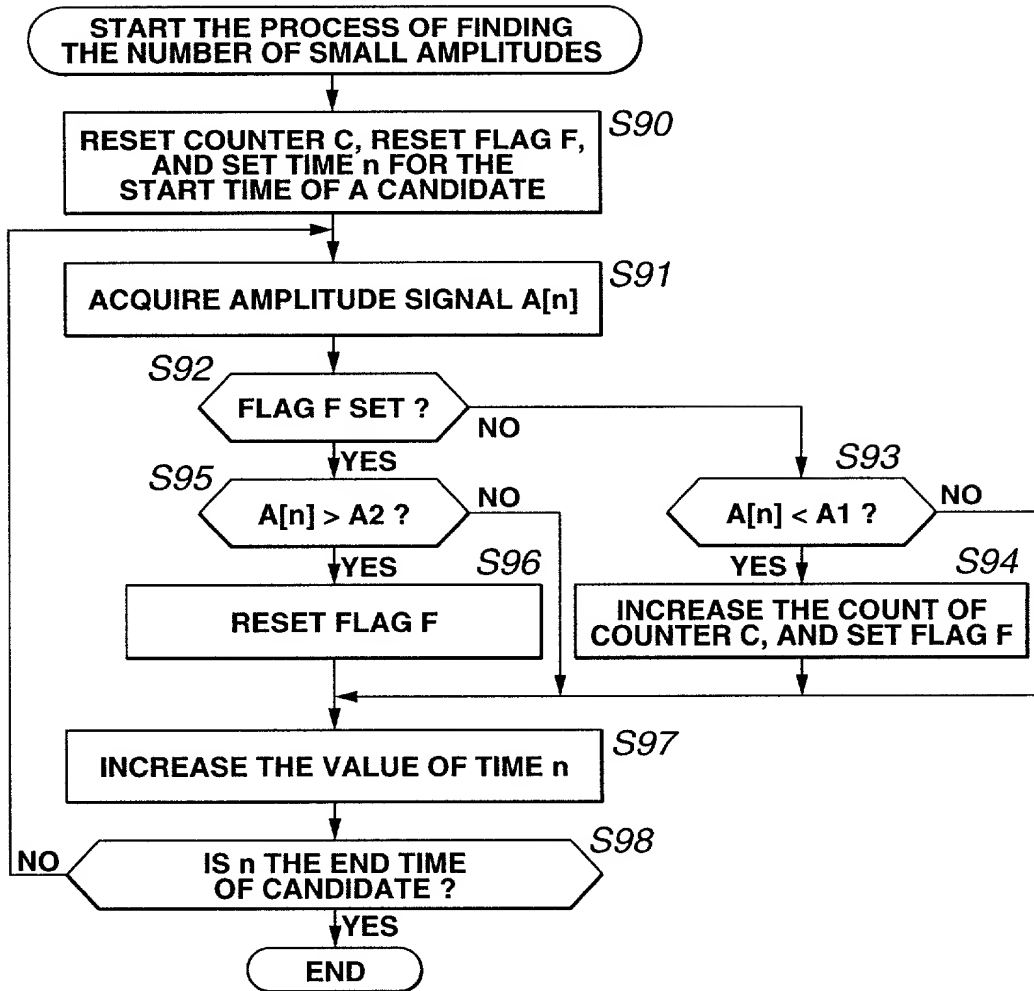 START THE PROCESS OF FINDING
THE NUMBER OF SMALL AMPLITUDES
S90
RESET COUNTER C, RESET FLAG F,
AND SET TIME n FOR THE
START TIME OF A CANDIDATE
S91
ACQUIRE AMPLITUDE SIGNAL A[n]
S92
FLAG F SET ?
NO
YES
S95
A[n] > A2 ?
NO
YES
S93
A[n] < A1 ?
NO
YES
S96
RESET FLAG F
S94
INCREASE THE COUNT OF
COUNTER C, AND SET FLAG F
S97
INCREASE THE VALUE OF TIME n
S98
NO
IS n THE END TIME
OF CANDIDATE ?
YES
END